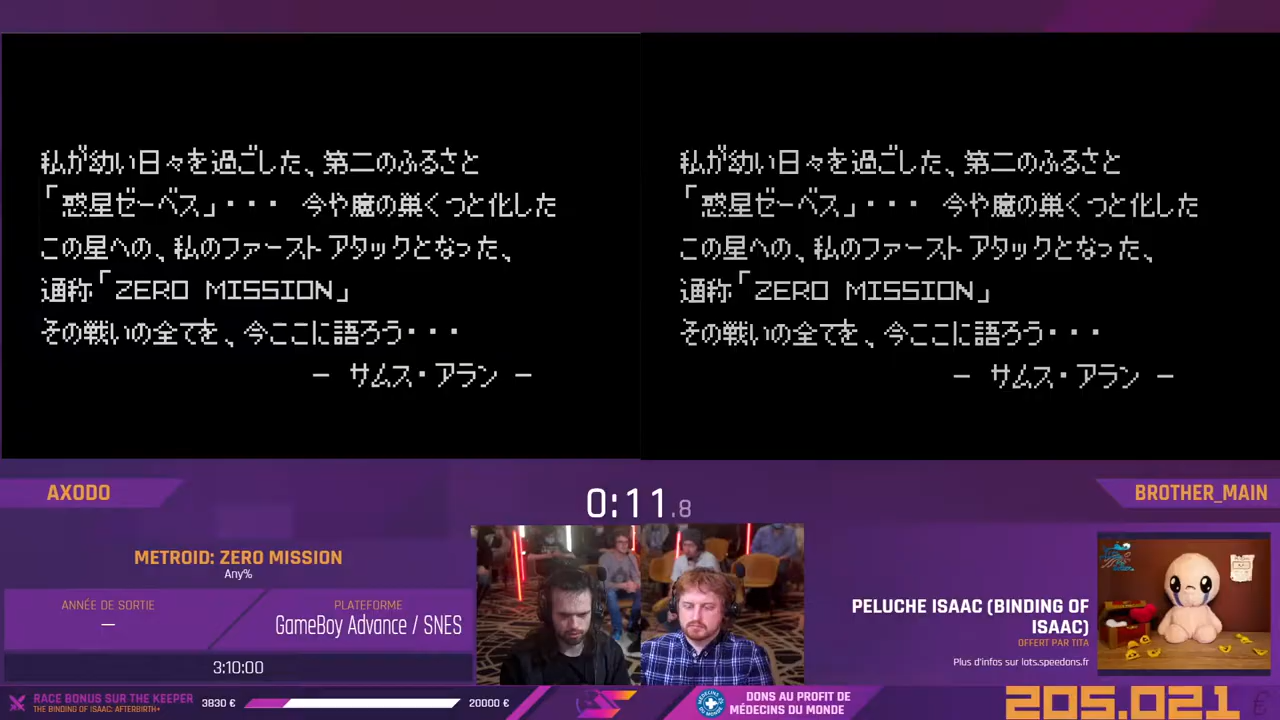 私が幼い日々を過ごした、第二のふるさと
「惑星ゼーベス」・・・ 今や魔の巣くつと化した
この星への、私のファーストアタックとなった、
通称「ZERO MISSION」
その戦いの全てを、今ここに語ろう・・・
− サムス・アラン −
私が幼い日々を過ごした、第二のふるさと
「惑星ゼーベス」・・・ 今や魔の巣くつと化した
この星への、私のファーストアタックとなった、
通称「ZERO MISSION」
その戦いの全てを、今ここに語ろう・・・
− サムス・アラン −
AXODO
0:11.8
BROTHER_MAIN
METROID: ZERO MISSION
Any%
ANNÉE DE SORTIE
—
PLATEFORME
GameBoy Advance / SNES
3:10:00
PELUCHE ISAAC (BINDING OF
ISAAC)
OFFERT PAR TITA
Plus d'infos sur lots.speedons.fr
RACE BONUS SUR THE KEEPER
THE BINDING OF ISAAC: AFTERBIRTH+
3830 €
20000 €
MEDECINS DU MONDE
DONS AU PROFIT DE
MÉDECINS DU MONDE
205.021 €